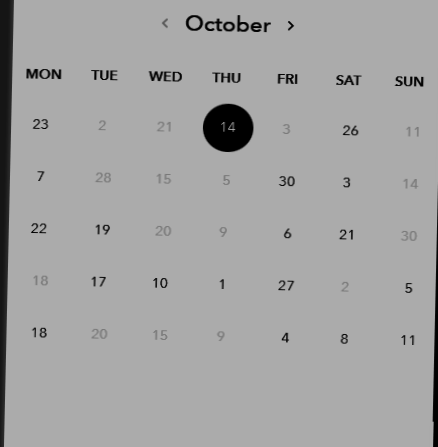 ‹ October ›
MON TUE WED THU FRI SAT SUN
23 2 21 14 3 26 11
7 28 15 5 30 3 14
22 19 20 9 6 21 30
18 17 10 1 27 2 5
18 20 15 9 4 8 11